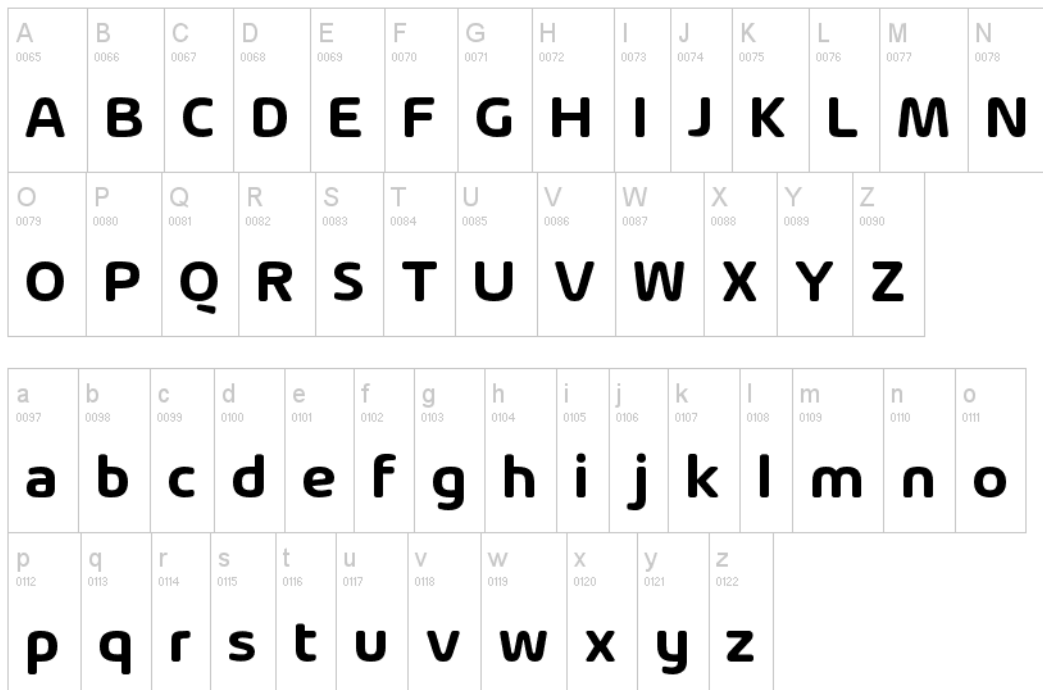 A B C D E F G H I J K L M N
0065 0066 0067 0068 0069 0070 0071 0072 0073 0074 0075 0076 0077 0078
A B C D E F G H I J K L M N
O P Q R S T U V W X Y Z
0079 0080 0081 0082 0083 0084 0085 0086 0087 0088 0089 0090
O P Q R S T U V W X Y Z
a b c d e f g h i j k l m n o
0097 0098 0099 0100 0101 0102 0103 0104 0105 0106 0107 0108 0109 0110 0111
a b c d e f g h i j k l m n o
p q r s t u v w x y z
0112 0113 0114 0115 0116 0117 0118 0119 0120 0121 0122
p q r s t u v w x y z